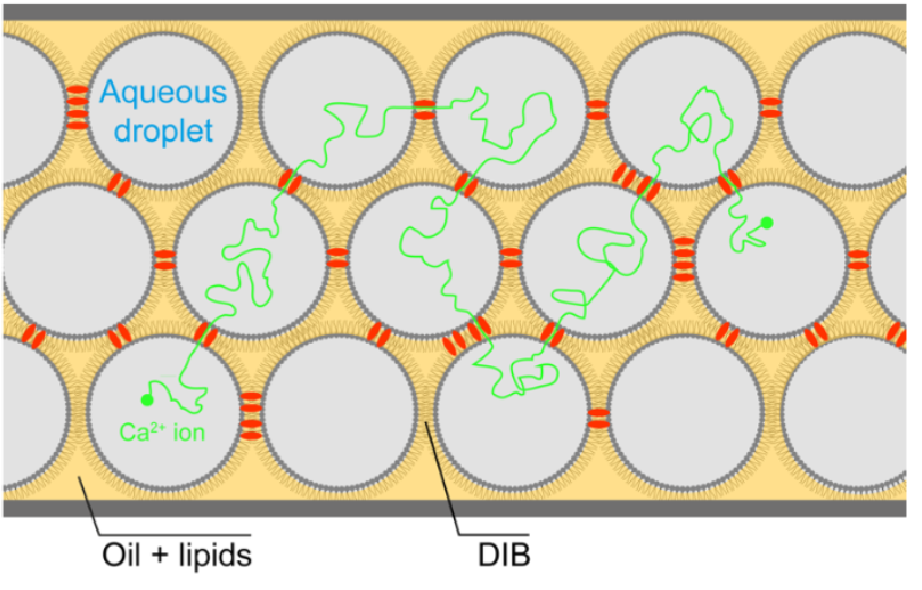 Aqueous
droplet
Ca²⁺ ion
Oil + lipids
DIB